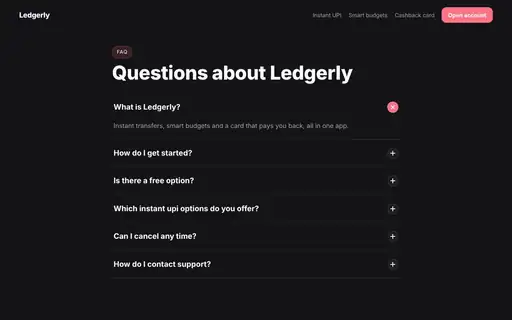 Ledgerly
Instant UPI Smart budgets Cashback card Open account
FAQ
Questions about Ledgerly
What is Ledgerly?
Instant transfers, smart budgets and a card that pays you back, all in one app.
How do I get started?
Is there a free option?
Which instant upi options do you offer?
Can I cancel any time?
How do I contact support?